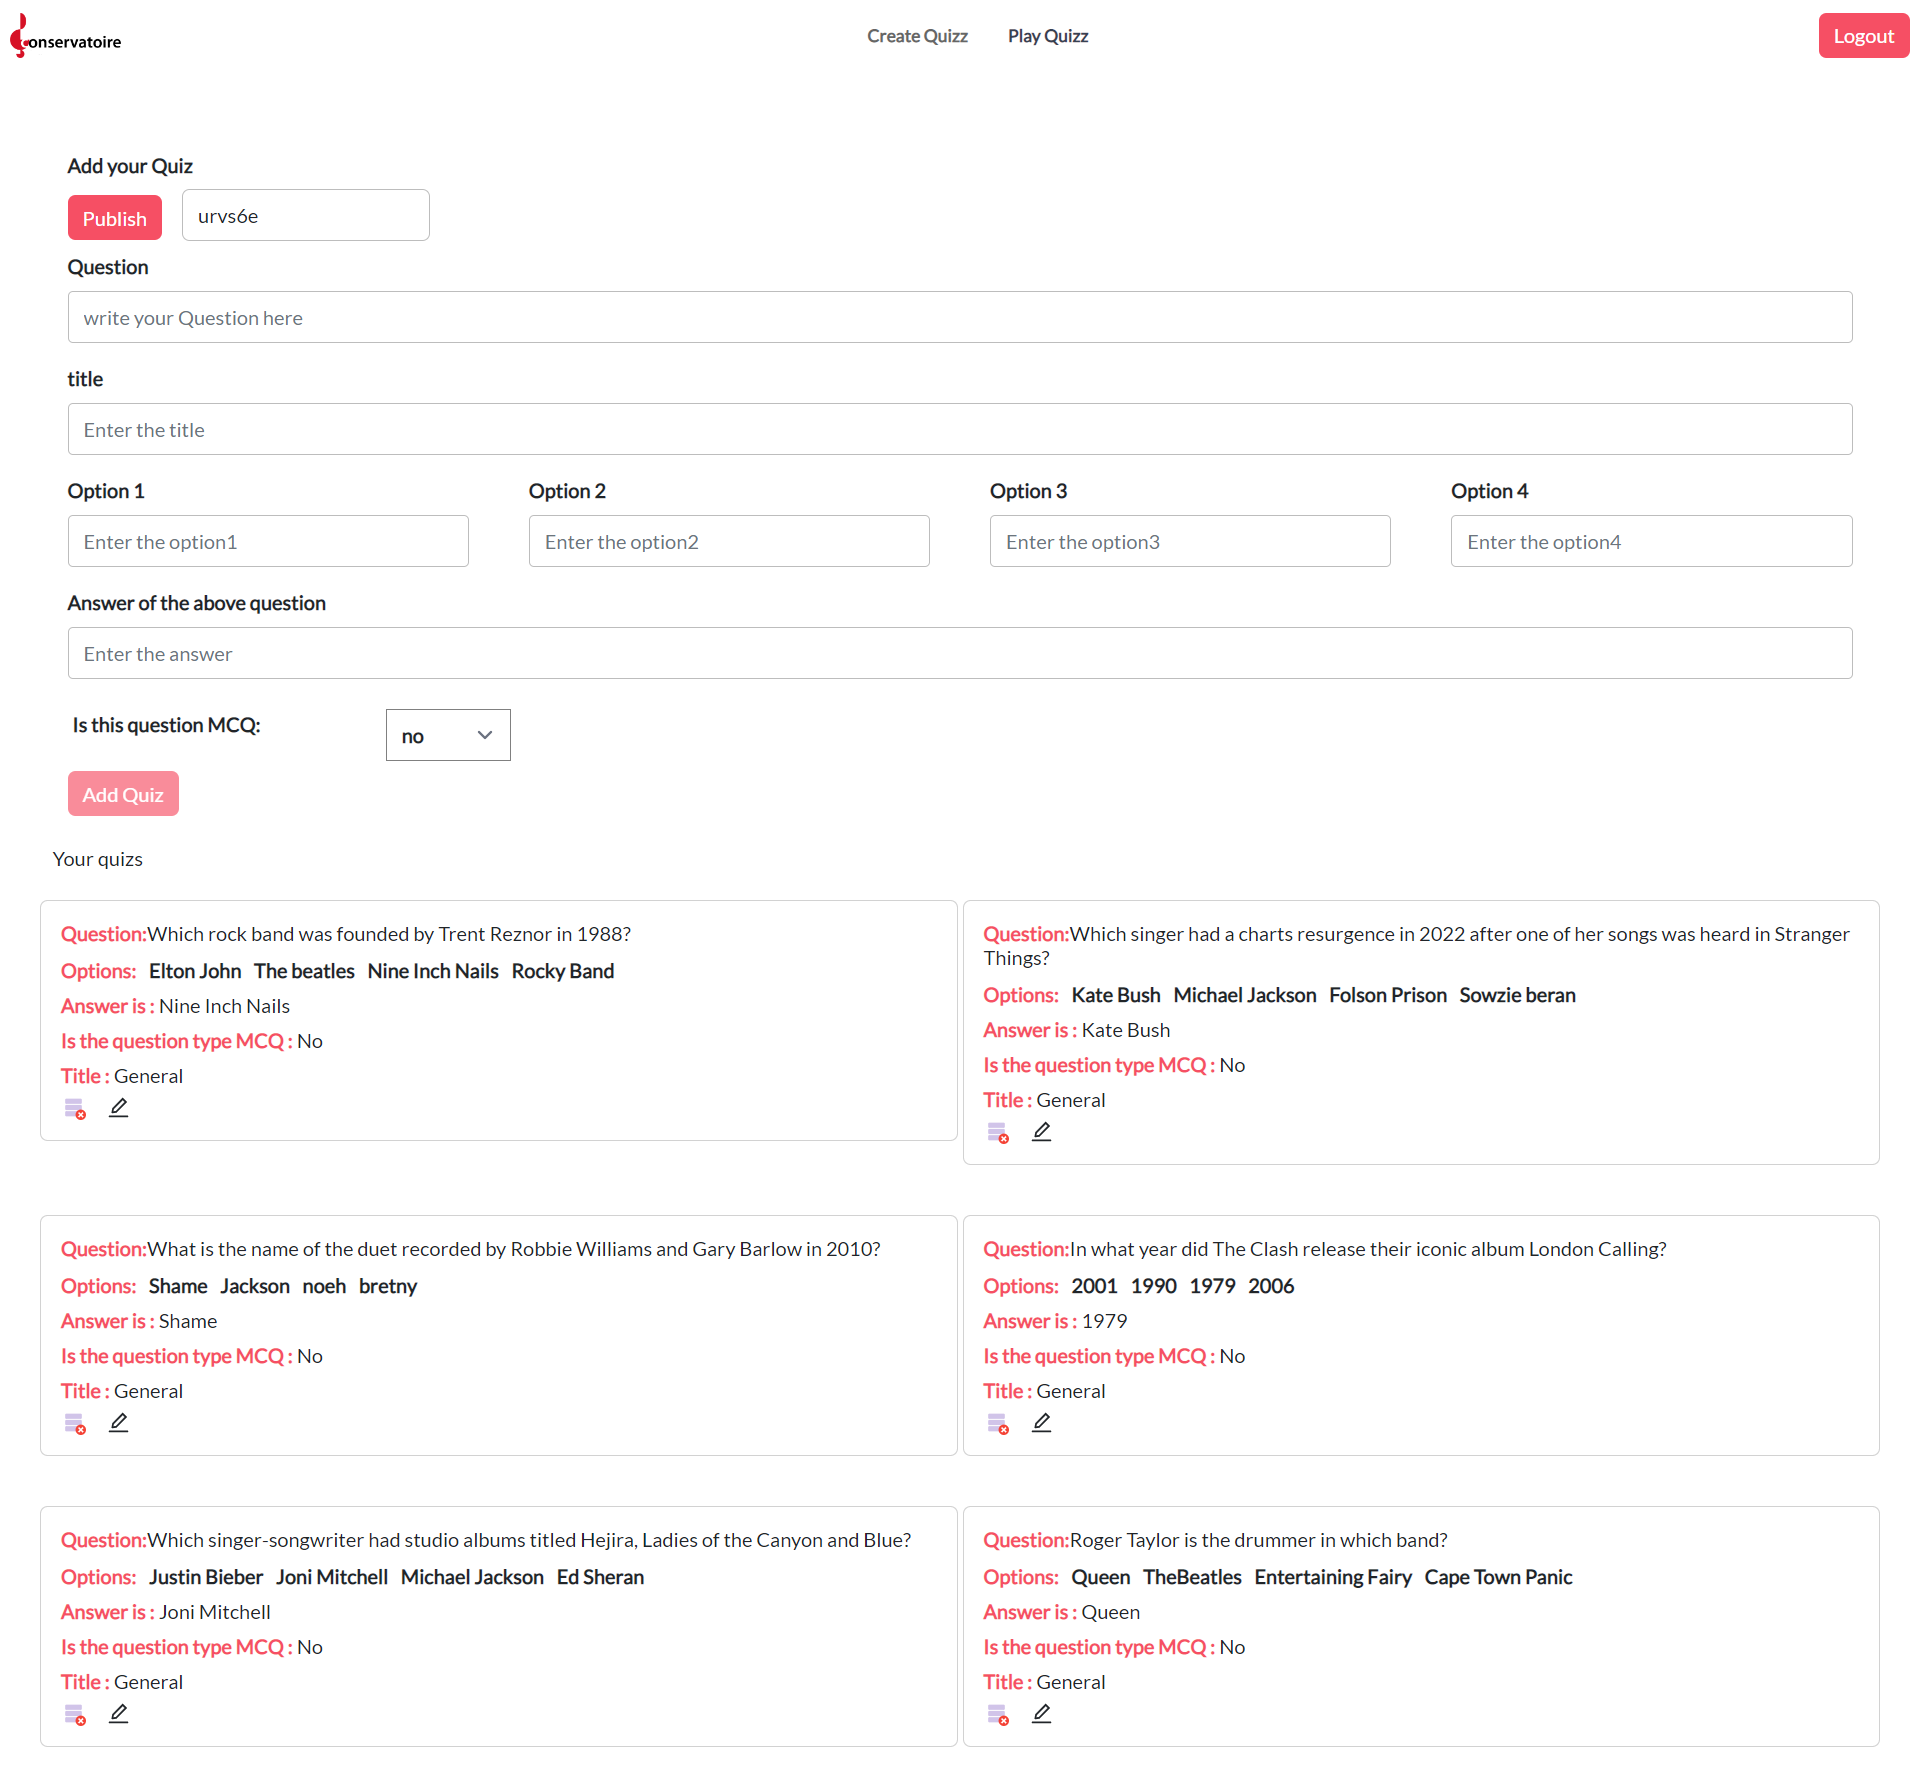 Conservatoire
Create Quizz
Play Quizz
Logout
Add your Quiz
Publish
urvs6e
Question
write your Question here
title
Enter the title
Option 1
Option 2
Option 3
Option 4
Enter the option1
Enter the option2
Enter the option3
Enter the option4
Answer of the above question
Enter the answer
Is this question MCQ:
no
Add Quiz
Your quizs
Question:Which rock band was founded by Trent Reznor in 1988?
Options: Elton John The beatles Nine Inch Nails Rocky Band
Answer is : Nine Inch Nails
Is the question type MCQ : No
Title : General
Question:Which singer had a charts resurgence in 2022 after one of her songs was heard in Stranger
Things?
Options: Kate Bush Michael Jackson Folson Prison Sowzie beran
Answer is : Kate Bush
Is the question type MCQ : No
Title : General
Question:What is the name of the duet recorded by Robbie Williams and Gary Barlow in 2010?
Options: Shame Jackson noeh bretny
Answer is : Shame
Is the question type MCQ : No
Title : General
Question:In what year did The Clash release their iconic album London Calling?
Options: 2001 1990 1979 2006
Answer is : 1979
Is the question type MCQ : No
Title : General
Question:Which singer-songwriter had studio albums titled Hejira, Ladies of the Canyon and Blue?
Options: Justin Bieber Joni Mitchell Michael Jackson Ed Sheran
Answer is : Joni Mitchell
Is the question type MCQ : No
Title : General
Question:Roger Taylor is the drummer in which band?
Options: Queen TheBeatles Entertaining Fairy Cape Town Panic
Answer is : Queen
Is the question type MCQ : No
Title : General